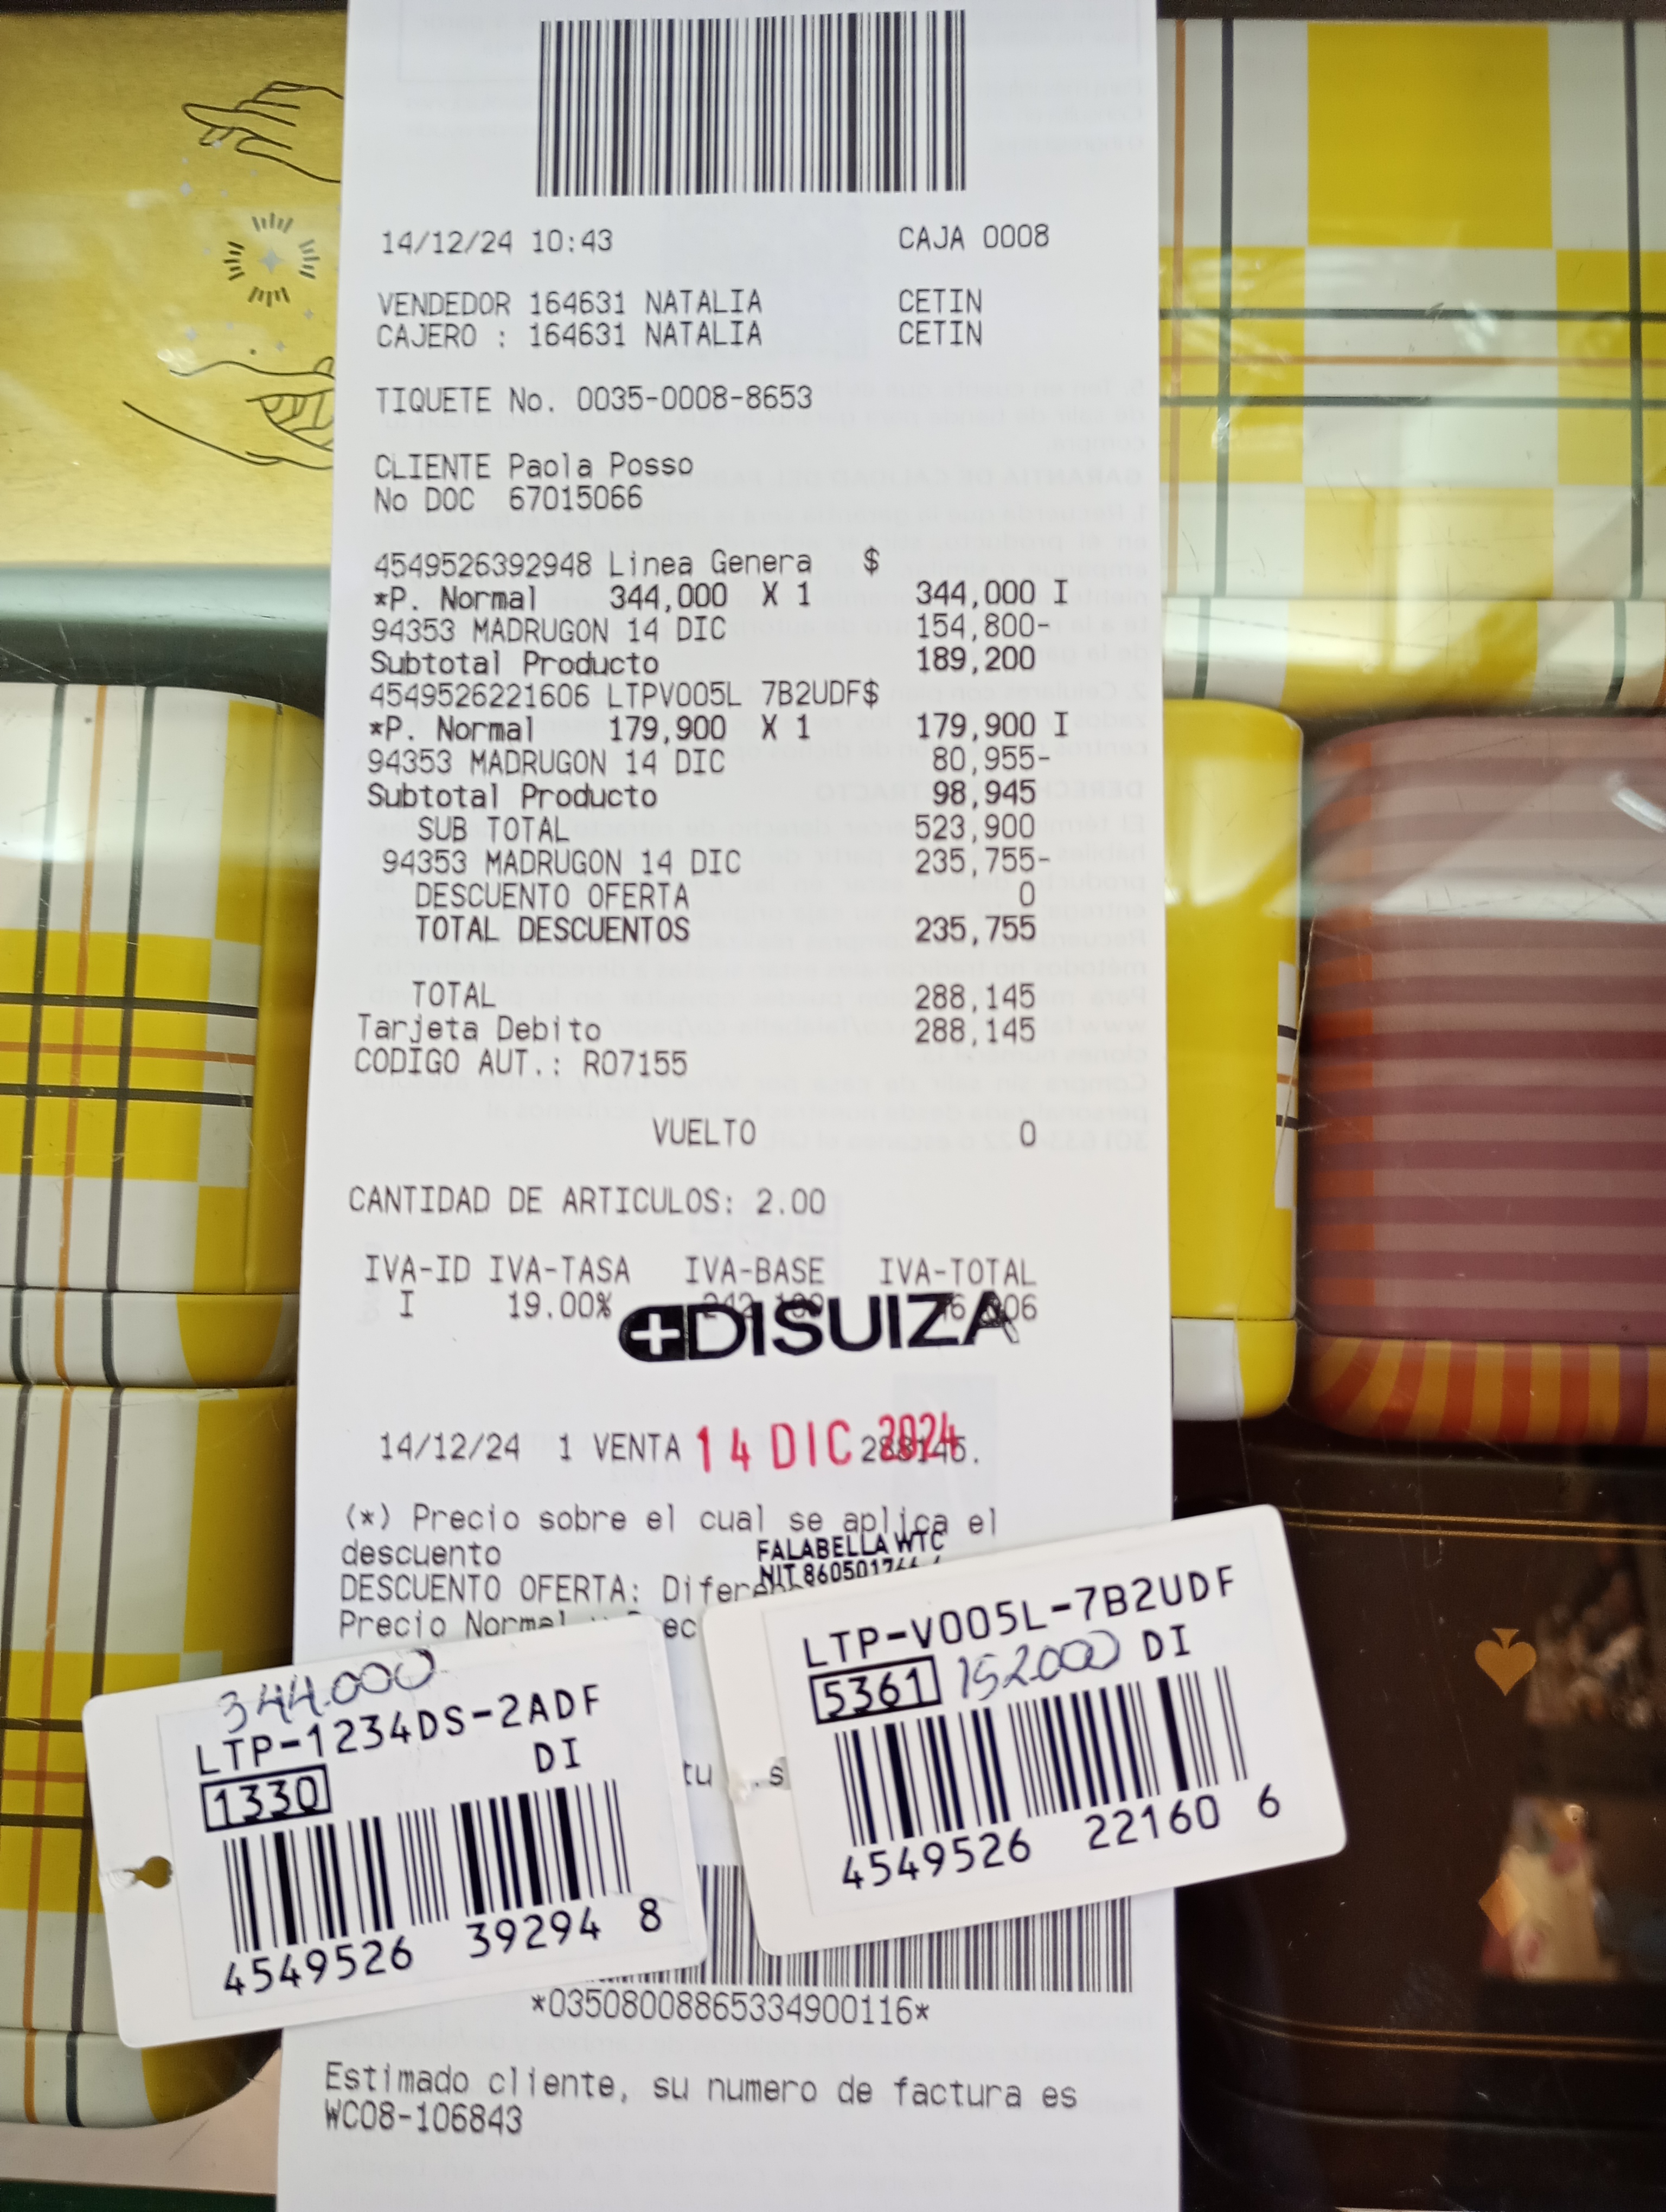 14/12/24 10:43 CAJA 0008
VENDEDOR 164631 NATALIA CETIN
CAJERO : 164631 NATALIA CETIN
TIQUETE No. 0035-0008-8653
CLIENTE Paola Posso
No DOC 67015066
4549526392948 Linea Genera $
*P. Normal 344,000 X 1 344,000 I
94353 MADRUGON 14 DIC 154,800-
Subtotal Producto 189,200
4549526221606 LTPV005L 7B2UDF$
*P. Normal 179,900 X 1 179,900 I
94353 MADRUGON 14 DIC 80,955-
Subtotal Producto 98,945
SUB TOTAL 523,900
94353 MADRUGON 14 DIC 235,755-
DESCUENTO OFERTA 0
TOTAL DESCUENTOS 235,755
TOTAL 288,145
Tarjeta Debito 288,145
CODIGO AUT.: R07155
VUELTO 0
CANTIDAD DE ARTICULOS: 2.00
IVA-ID IVA-TASA IVA-BASE IVA-TOTAL
I 19.00%
DISUIZA
14/12/24 1 VENTA 288145.
14 DIC 2024
(*) Precio sobre el cual se aplica el
descuento
FALABELLA WTC
NIT
DESCUENTO OFERTA:
Precio
344.000
LTP-1234DS-2ADF
DI
1330
4549526 39294 8
LTP-V005L-7B2UDF
5361 152000 DI
4549526 22160 6
*03508008865334900116*
Estimado cliente, su numero de factura es
WC08-106843